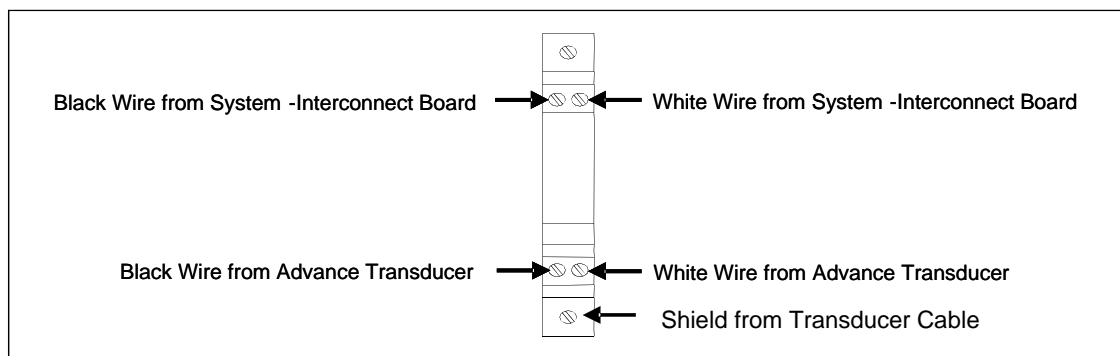 Black Wire from System -Interconnect Board
White Wire from System -Interconnect Board
Black Wire from Advance Transducer
White Wire from Advance Transducer
Shield from Transducer Cable